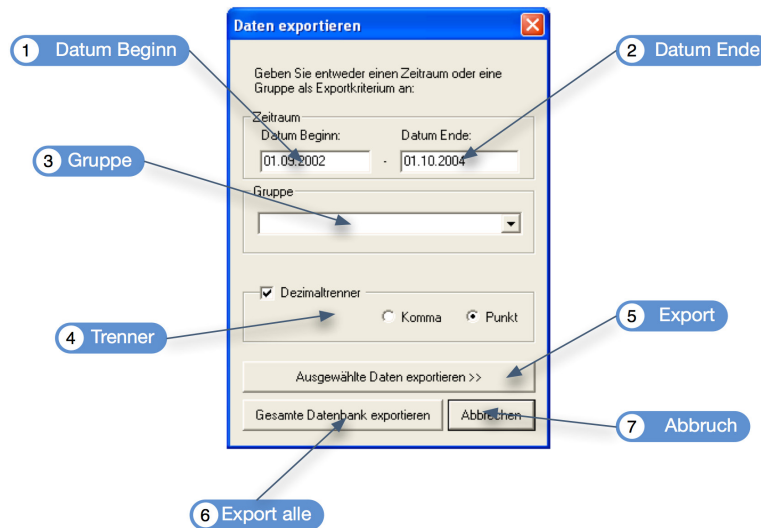 Daten exportieren
1 Datum Beginn
2 Datum Ende
Geben Sie entweder einen Zeitraum oder eine
Gruppe als Exportkriterium an:
Zeitraum
Datum Beginn: Datum Ende:
3 Gruppe
01.09.2002 - 01.10.2004
Gruppe
Dezimaltrenner
Komma Punkt
4 Trenner
5 Export
Ausgewählte Daten exportieren >>
Gesamte Datenbank exportieren Abbrechen
7 Abbruch
6 Export alle